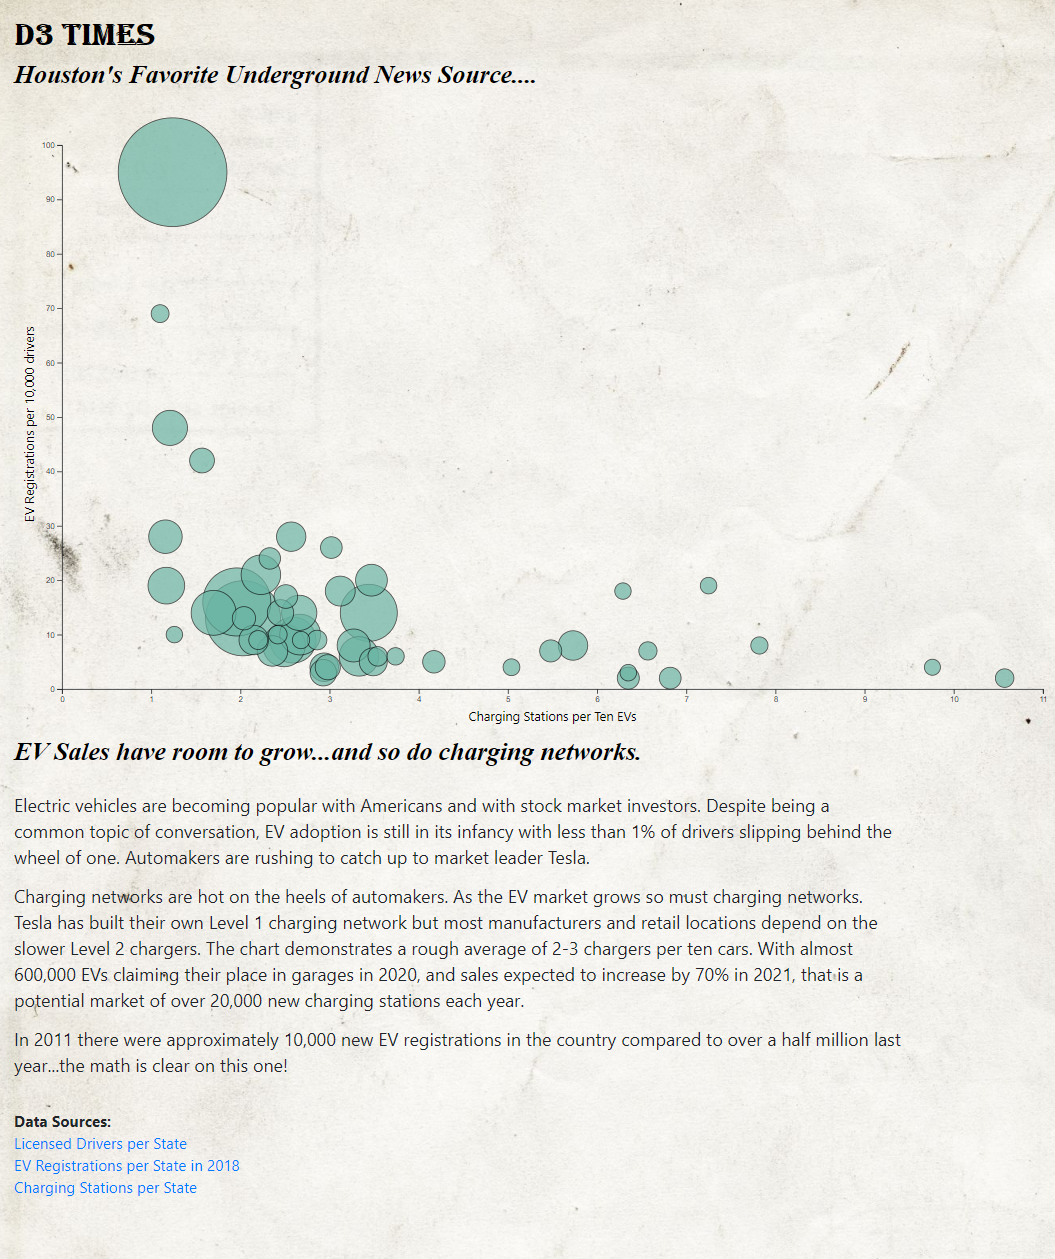 D3 TIMES
Houston's Favorite Underground News Source....
100
90
80
70
60
50
40
30
20
10
0
EV Registrations per 10,000 drivers
0 1 2 3 4 5 6 7 8 9 10 11
Charging Stations per Ten EVs
EV Sales have room to grow...and so do charging networks.
Electric vehicles are becoming popular with Americans and with stock market investors. Despite being a
common topic of conversation, EV adoption is still in its infancy with less than 1% of drivers slipping behind the
wheel of one. Automakers are rushing to catch up to market leader Tesla.
Charging networks are hot on the heels of automakers. As the EV market grows so must charging networks.
Tesla has built their own Level 1 charging network but most manufacturers and retail locations depend on the
slower Level 2 chargers. The chart demonstrates a rough average of 2-3 chargers per ten cars. With almost
600,000 EVs claiming their place in garages in 2020, and sales expected to increase by 70% in 2021, that is a
potential market of over 20,000 new charging stations each year.
In 2011 there were approximately 10,000 new EV registrations in the country compared to over a half million last
year...the math is clear on this one!
Data Sources:
Licensed Drivers per State
EV Registrations per State in 2018
Charging Stations per State